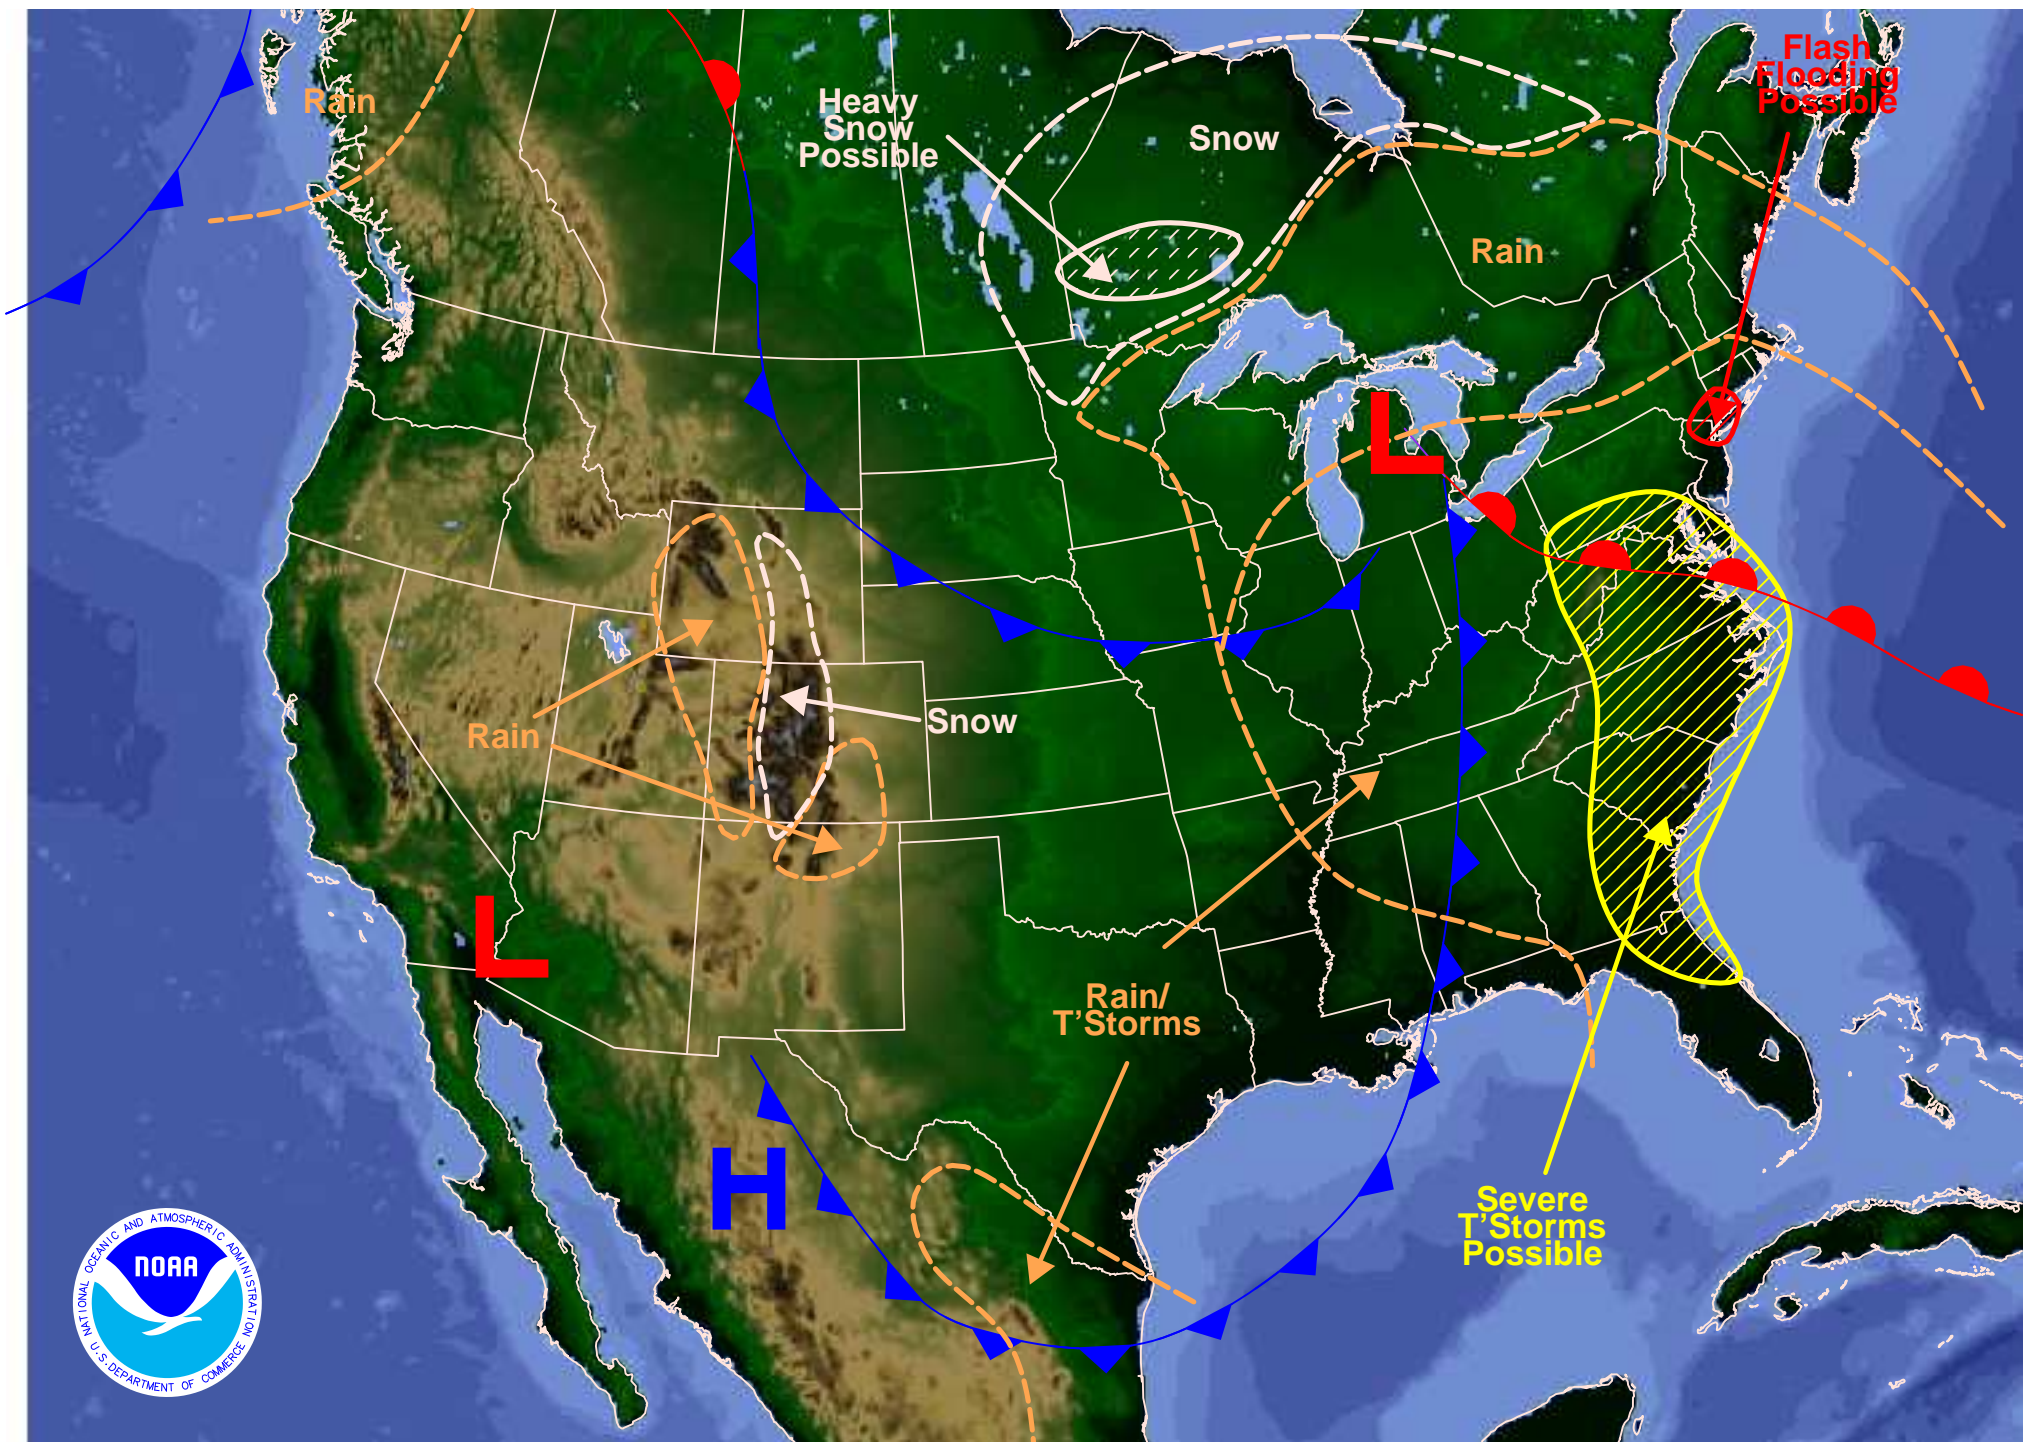 Flash
Flooding
Possible
Rain
Heavy
Snow
Possible
Snow
Rain
Rain
Snow
L
L
Rain/
T'Storms
H
Severe
T'Storms
Possible
NATIONAL OCEANIC AND ATMOSPHERIC ADMINISTRATION
NOAA
U.S. DEPARTMENT OF COMMERCE